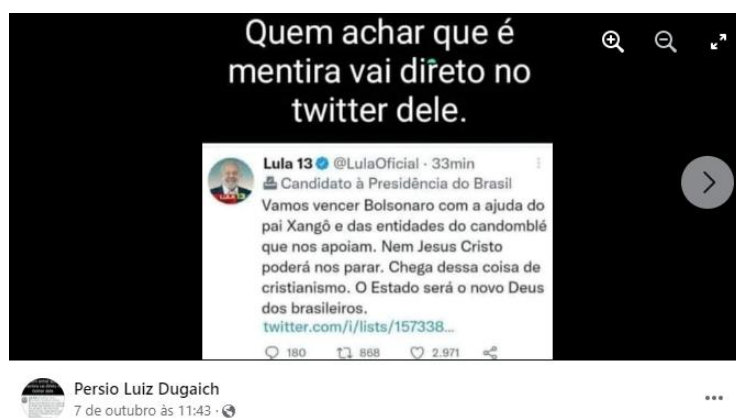 Quem achar que é
mentira vai direto no
twitter dele.
Lula 13 @LulaOficial · 33min
Candidato à Presidência do Brasil
Vamos vencer Bolsonaro com a ajuda do
pai Xangô e das entidades do candomblé
que nos apoiam. Nem Jesus Cristo
poderá nos parar. Chega dessa coisa de
cristianismo. O Estado será o novo Deus
dos brasileiros.
twitter.com/i/lists/157338...
180 868 2.971
Persio Luiz Dugaich
7 de outubro às 11:43 ·